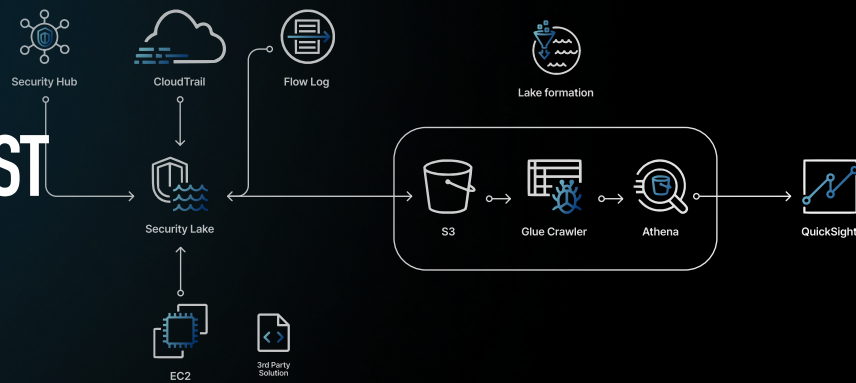 Security Hub
CloudTrail
Flow Log
Lake formation
ST
Security Lake
S3
Glue Crawler
Athena
QuickSight
EC2
3rd Party
Solution